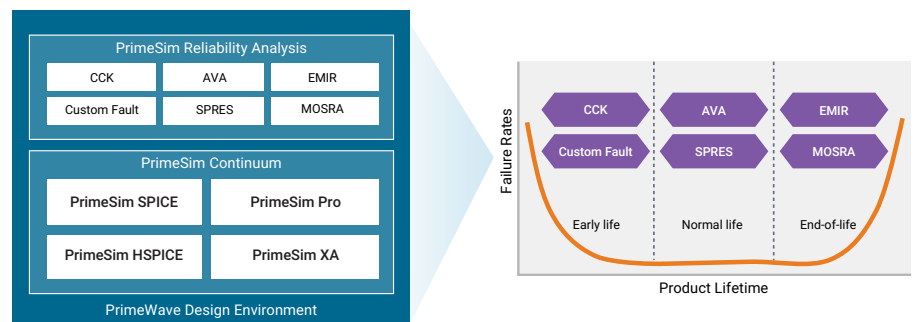 PrimeSim Reliability Analysis
CCK
AVA
EMIR
Custom Fault
SPRES
MOSRA
PrimeSim Continuum
PrimeSim SPICE
PrimeSim Pro
PrimeSim HSPICE
PrimeSim XA
PrimeWave Design Environment
Failure Rates
CCK
AVA
EMIR
Custom Fault
SPRES
MOSRA
Early life
Normal life
End-of-life
Product Lifetime